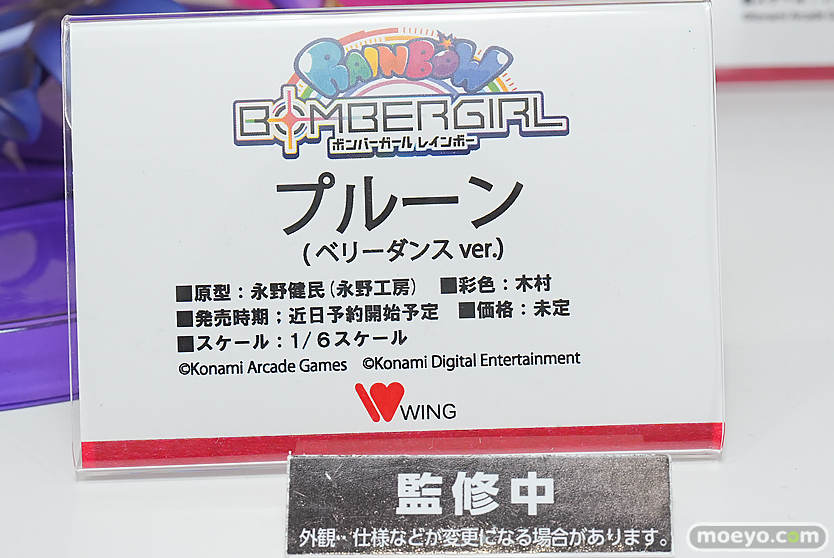 RAINBOW
BOMBERGIRL
ボンバーガール レインボー
プルーン
(ベリーダンス ver.)
■原型：永野健民(永野工房) ■彩色：木村
■発売時期；近日予約開始予定 ■価格：未定
■スケール：1/6スケール
©Konami Arcade Games ©Konami Digital Entertainment
WING
監修中
外観・仕様などが変更になる場合があります。
moeyo.com